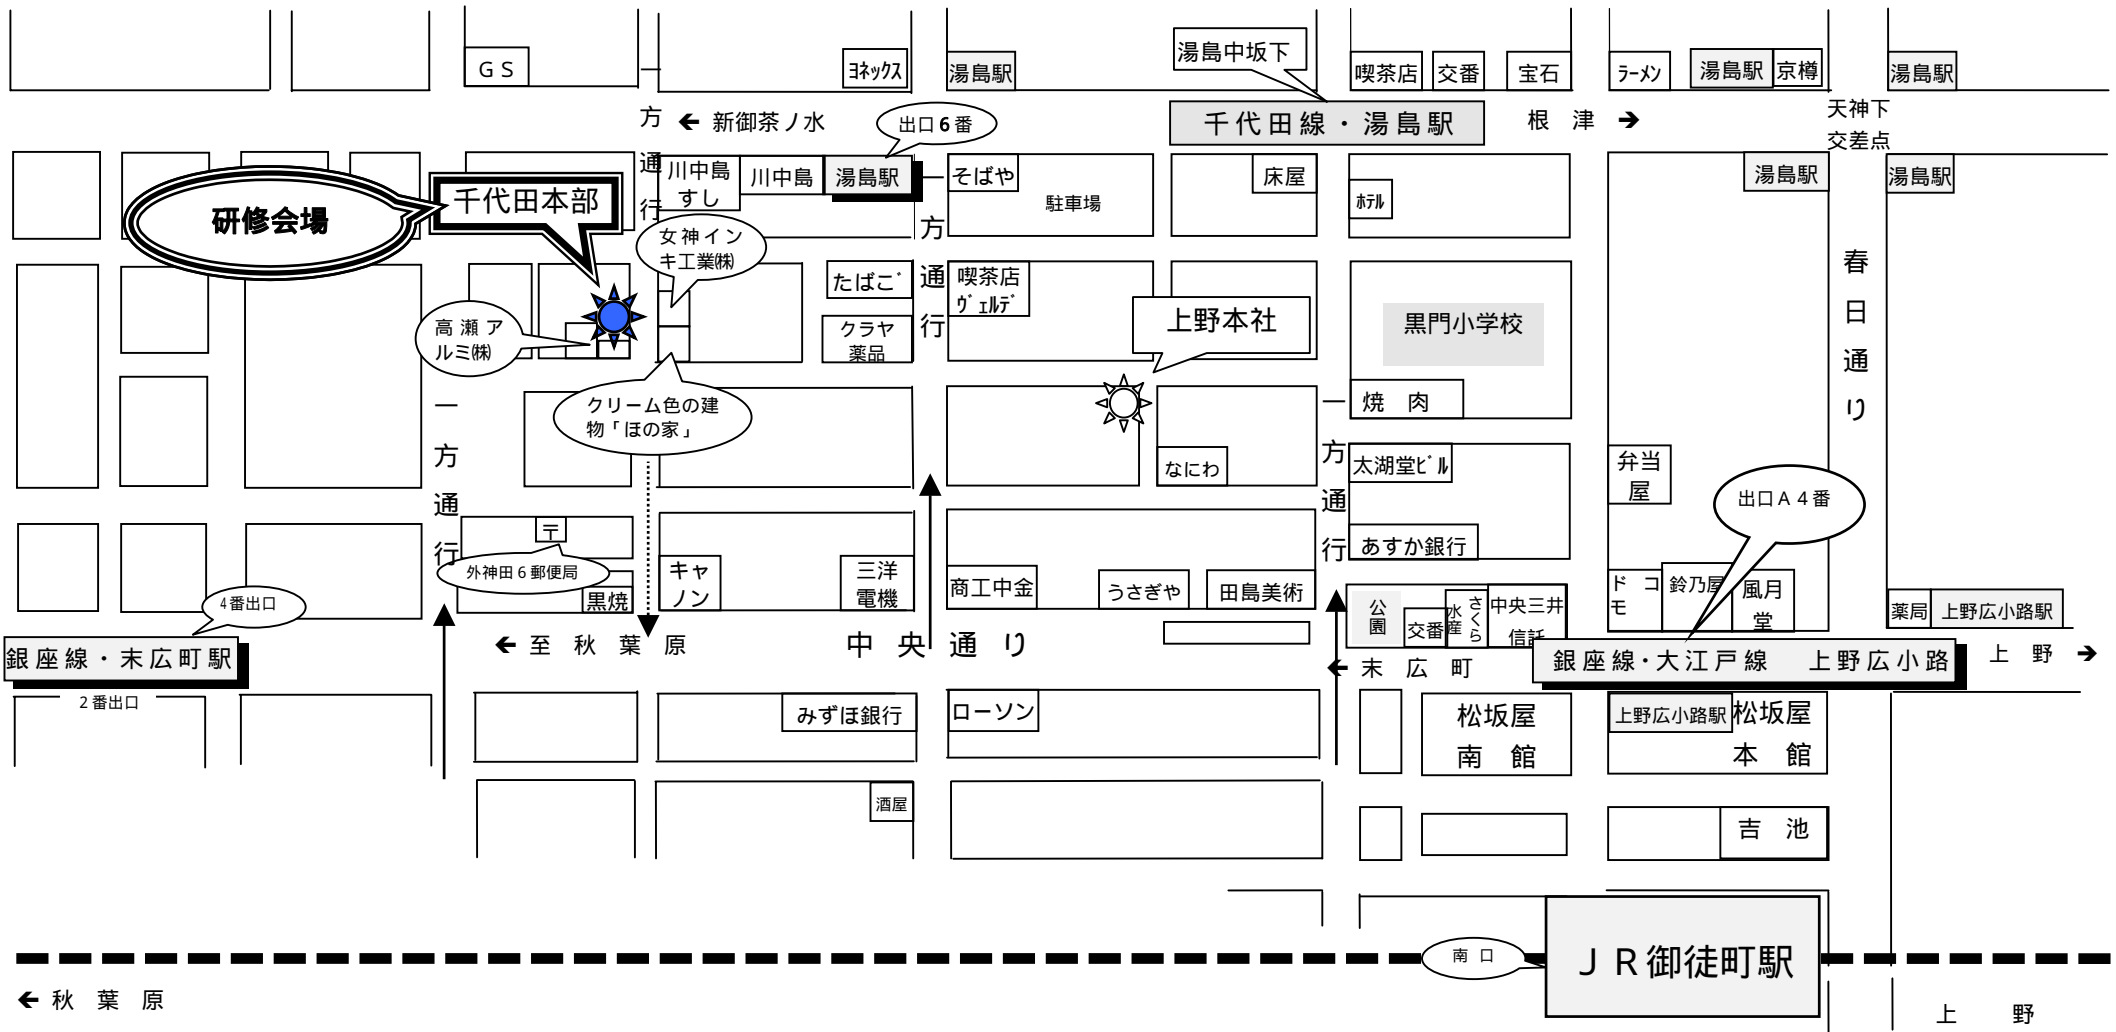 ＧＳ
ﾖﾈｯｸｽ
湯島駅
湯島中坂下
喫茶店
交番
宝石
ﾗｰﾒﾝ
湯島駅
京樽
湯島駅
一方通行
← 新御茶ノ水
出口６番
千代田線・湯島駅
根 津 →
天神下
交差点
研修会場
千代田本部
川中島
すし
川中島
湯島駅
一方通行
そばや
駐車場
床屋
ﾎﾃﾙ
湯島駅
湯島駅
女神イン
キ工業㈱
たばこﾞ
喫茶店
ｳﾞｪﾙﾃﾞ
上野本社
黒門小学校
春日通り
高瀬ア
ルミ㈱
クラヤ
薬品
クリーム色の建
物「ほの家」
一方通行
なにわ
一方通行
焼 肉
太湖堂ﾋﾞﾙ
弁当
屋
出口Ａ４番
〒
外神田６郵便局
黒焼
キャ
ノン
三洋
電機
商工中金
うさぎや
田島美術
あすか銀行
公園
交番
さくら
水産
中央三井
信託
ドコ
モ
鈴乃屋
風月
堂
薬局
上野広小路駅
４番出口
銀座線・末広町駅
２番出口
← 至 秋 葉 原
中 央 通 り
← 末 広 町
銀座線・大江戸線 上野広小路
上 野 →
みずほ銀行
ローソン
松坂屋
南 館
上野広小路駅
松坂屋
本 館
酒屋
吉 池
南 口
ＪＲ御徒町駅
← 秋 葉 原
上 野